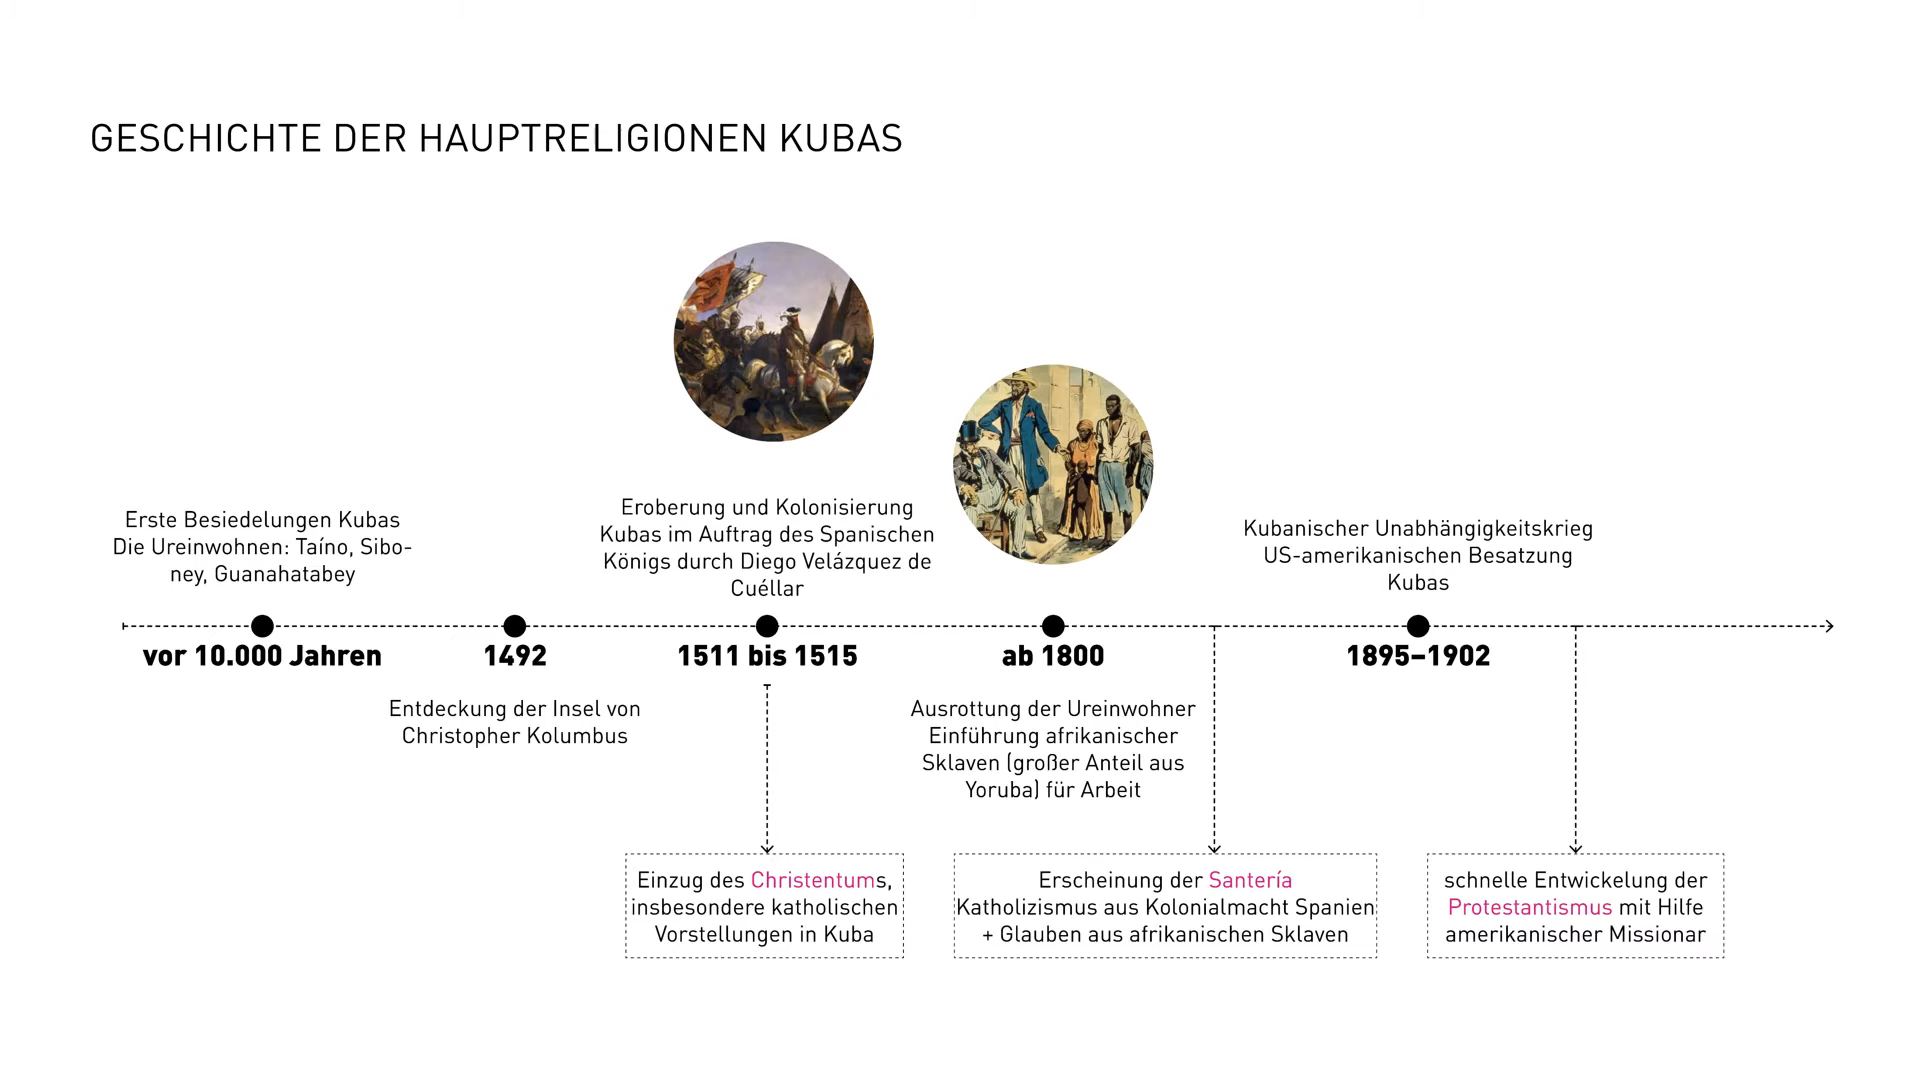 GESCHICHTE DER HAUPTRELIGIONEN KUBAS
Erste Besiedelungen Kubas
Die Ureinwohnen: Taíno, Sibo-
ney, Guanahatabey
vor 10.000 Jahren
1492
Entdeckung der Insel von
Christopher Kolumbus
Eroberung und Kolonisierung
Kubas im Auftrag des Spanischen
Königs durch Diego Velázquez de
Cuéllar
1511 bis 1515
Einzug des Christentums,
insbesondere katholischen
Vorstellungen in Kuba
ab 1800
Ausrottung der Ureinwohner
Einführung afrikanischer
Sklaven (großer Anteil aus
Yoruba) für Arbeit
Erscheinung der Santería
Katholizismus aus Kolonialmacht Spanien
+ Glauben aus afrikanischen Sklaven
Kubanischer Unabhängigkeitskrieg
US-amerikanischen Besatzung
Kubas
1895–1902
schnelle Entwickelung der
Protestantismus mit Hilfe
amerikanischer Missionar